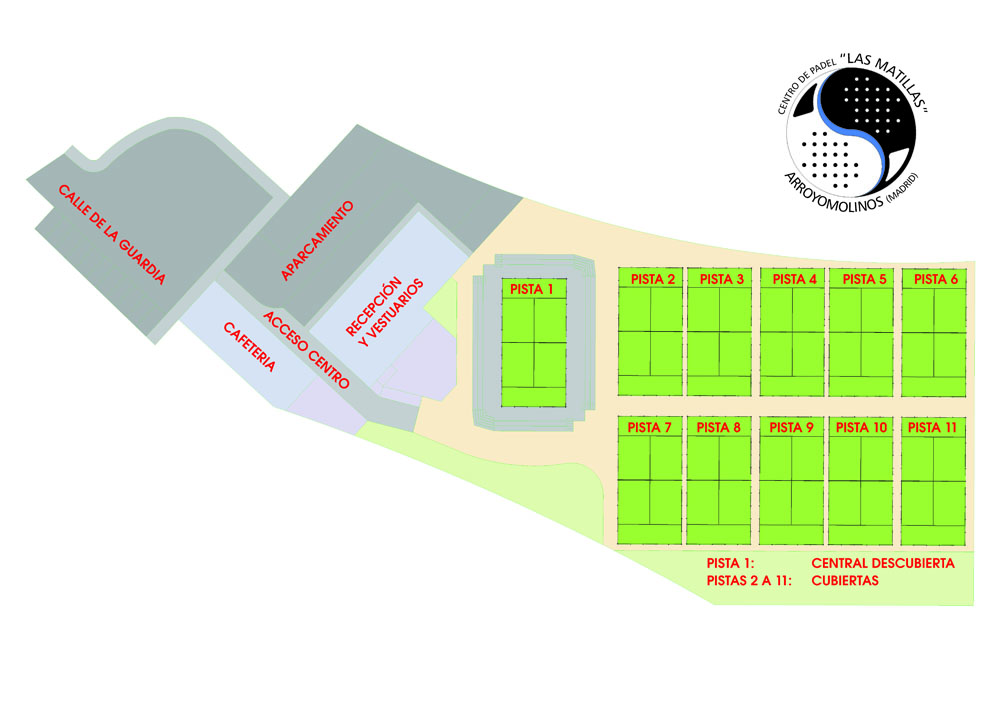 CENTRO DE PADEL "LAS MATILLAS"
ARROYOMOLINOS (MADRID)
CALLE DE LA GUARDIA
APARCAMIENTO
RECEPCIÓN
Y VESTUARIOS
ACCESO CENTRO
CAFETERIA
PISTA 1
PISTA 2
PISTA 3
PISTA 4
PISTA 5
PISTA 6
PISTA 7
PISTA 8
PISTA 9
PISTA 10
PISTA 11
PISTA 1: CENTRAL DESCUBIERTA
PISTAS 2 A 11: CUBIERTAS